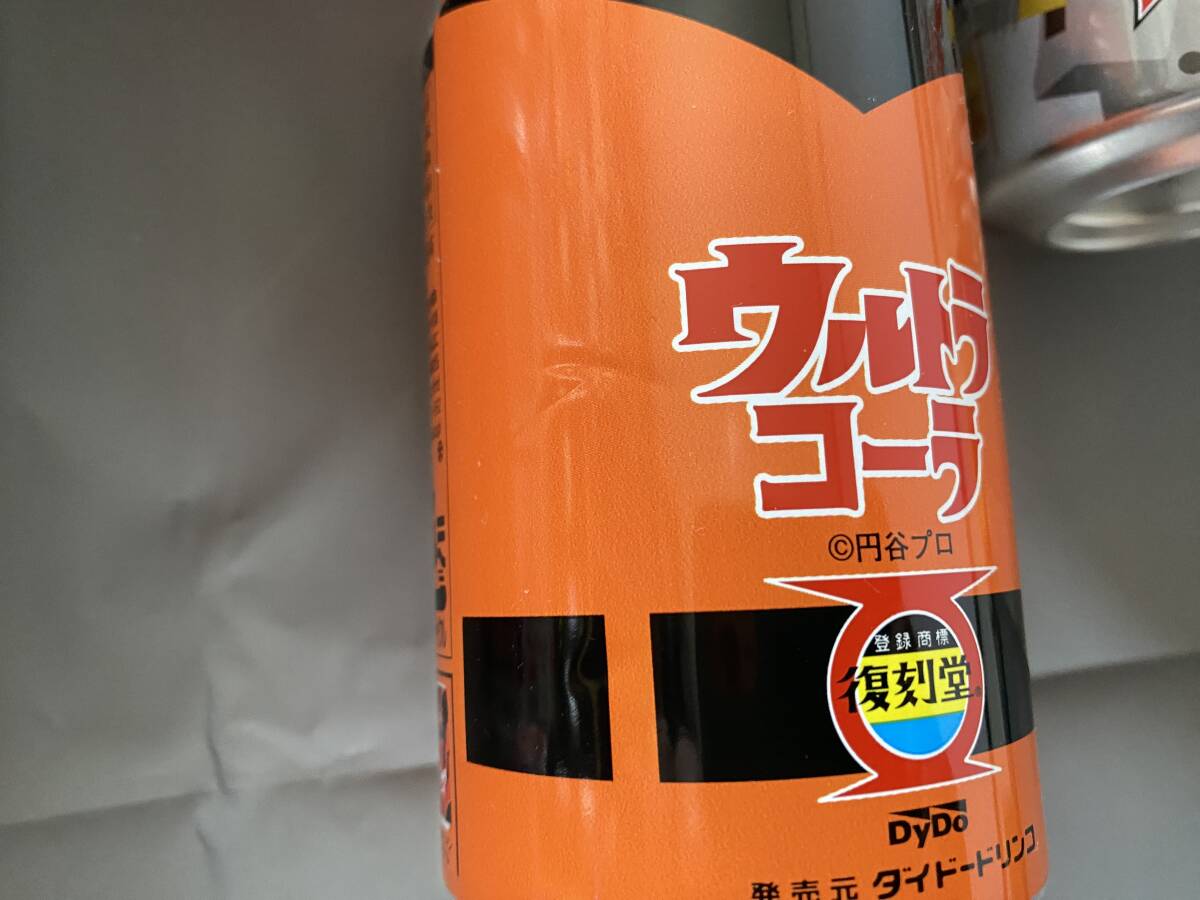 ウルトラ
コーラ
©円谷プロ
登録商標
復刻堂®
DyDo
発売元 ダイドードリンコ